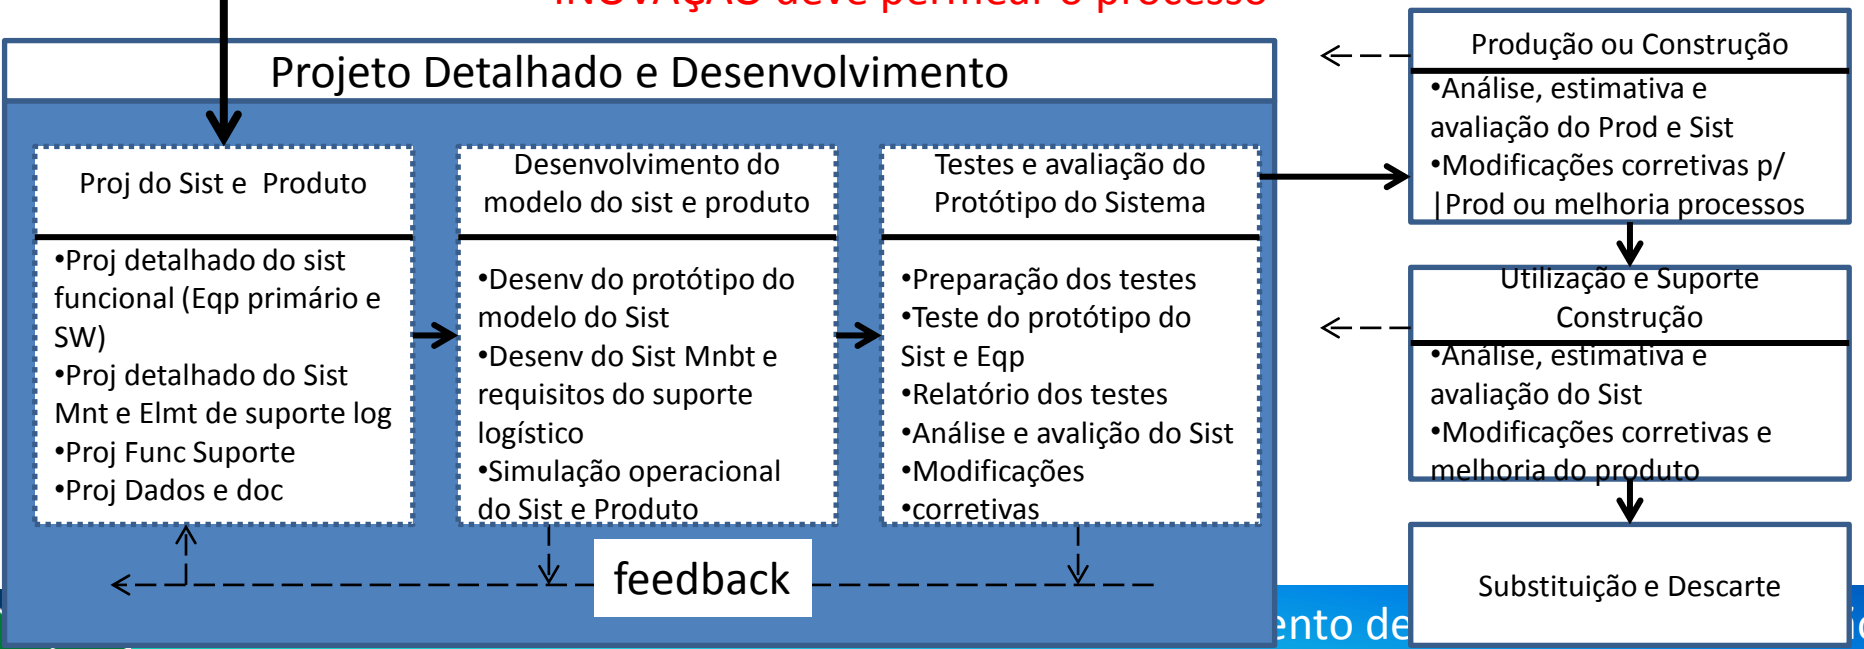 INOVAÇÃO deve permear o processo
Projeto Detalhado e Desenvolvimento
Proj do Sist e Produto
•Proj detalhado do sist
funcional (Eqp primário e
SW)
•Proj detalhado do Sist
Mnt e Elmt de suporte log
•Proj Func Suporte
•Proj Dados e doc
Desenvolvimento do
modelo do sist e produto
•Desenv do protótipo do
modelo do Sist
•Desenv do Sist Mnbt e
requisitos do suporte
logístico
•Simulação operacional
do Sist e Produto
Testes e avaliação do
Protótipo do Sistema
•Preparação dos testes
•Teste do protótipo do
Sist e Eqp
•Relatório dos testes
•Análise e avalição do Sist
•Modificações
•corretivas
feedback
Produção ou Construção
•Análise, estimativa e
avaliação do Prod e Sist
•Modificações corretivas p/
|Prod ou melhoria processos
Utilização e Suporte
Construção
•Análise, estimativa e
avaliação do Sist
•Modificações corretivas e
melhoria do produto
Substituição e Descarte
ento de